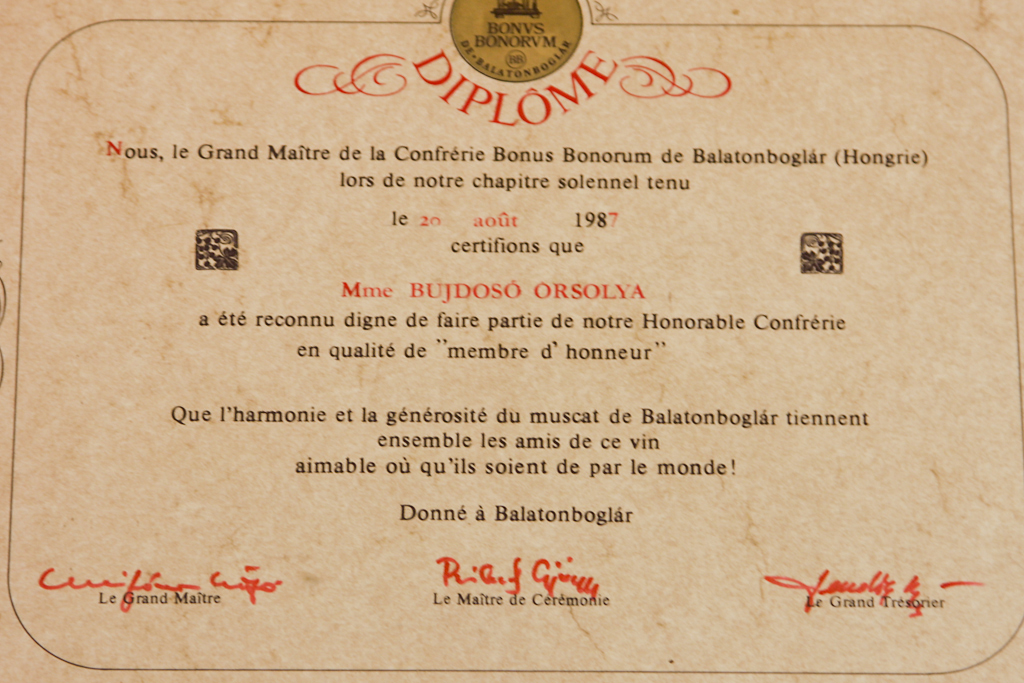 BONVS
BONORVM
BB
DE • BALATONBOGLÁR
DIPLÔME
Nous, le Grand Maître de la Confrérie Bonus Bonorum de Balatonboglár (Hongrie)
lors de notre chapitre solennel tenu
le 20 août 1987
certifions que
Mme BUJDOSÓ ORSOLYA
a été reconnu digne de faire partie de notre Honorable Confrérie
en qualité de "membre d' honneur"
Que l'harmonie et la générosité du muscat de Balatonboglár tiennent
ensemble les amis de ce vin
aimable où qu'ils soient de par le monde!
Donné à Balatonboglár
Le Grand Maître
Le Maître de Cérémonie
Le Grand Trésorier